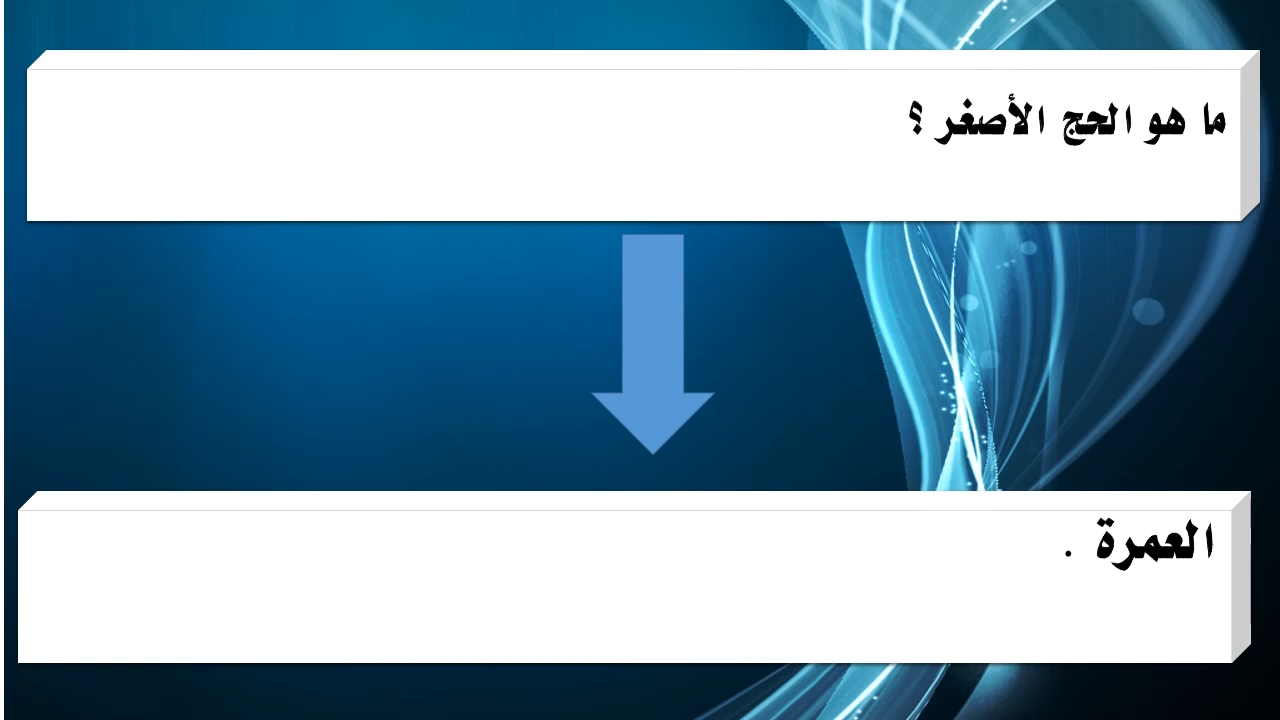 ما هو الحج الأصغر ؟
العمرة .